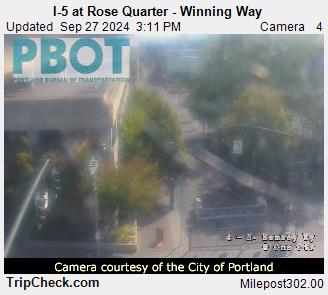 I-5 at Rose Quarter - Winning Way
Updated Sep 27 2024 3:11 PM Camera 4
PBOT
PORTLAND BUREAU OF TRANSPORTATION
Camera courtesy of the City of Portland
TripCheck.com Milepost302.00